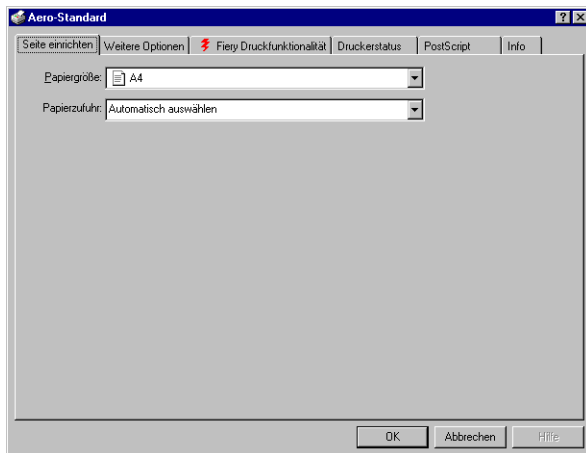 Aero-Standard
Seite einrichten Weitere Optionen Fiery Druckfunktionalität Druckerstatus PostScript Info
Papiergröße: A4
Papierzufuhr: Automatisch auswählen
OK Abbrechen Hilfe